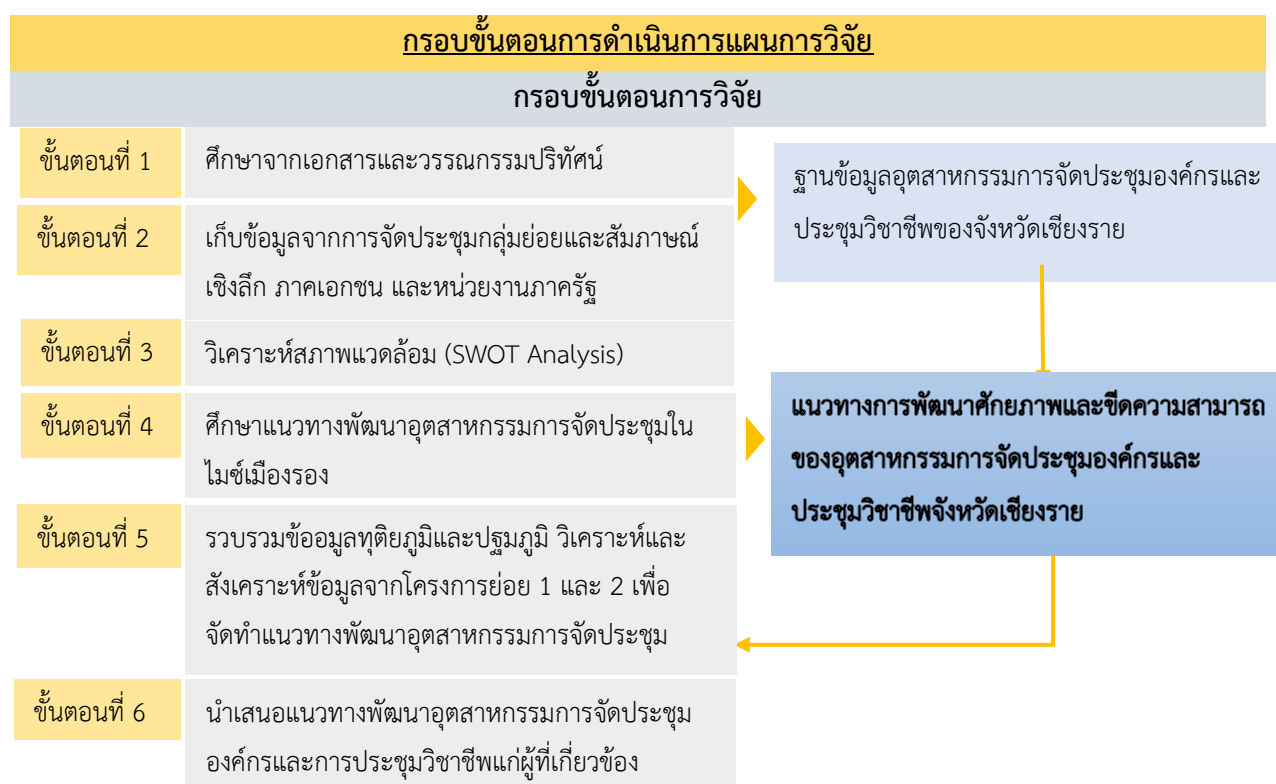 กรอบขั้นตอนการดำเนินการแผนการวิจัย
กรอบขั้นตอนการวิจัย
ขั้นตอนที่ 1
ศึกษาจากเอกสารและวรรณกรรมปริทัศน์
ขั้นตอนที่ 2
เก็บข้อมูลจากการจัดประชุมกลุ่มย่อยและสัมภาษณ์
เชิงลึก ภาคเอกชน และหน่วยงานภาครัฐ
ขั้นตอนที่ 3
วิเคราะห์สภาพแวดล้อม (SWOT Analysis)
ขั้นตอนที่ 4
ศึกษาแนวทางพัฒนาอุตสาหกรรมการจัดประชุมใน
ไมซ์เมืองรอง
ขั้นตอนที่ 5
รวบรวมข้ออมูลทุติยภูมิและปฐมภูมิ วิเคราะห์และ
สังเคราะห์ข้อมูลจากโครงการย่อย 1 และ 2 เพื่อ
จัดทำแนวทางพัฒนาอุตสาหกรรมการจัดประชุม
ขั้นตอนที่ 6
นำเสนอแนวทางพัฒนาอุตสาหกรรมการจัดประชุม
องค์กรและการประชุมวิชาชีพแก่ผู้ที่เกี่ยวข้อง
ฐานข้อมูลอุตสาหกรรมการจัดประชุมองค์กรและ
ประชุมวิชาชีพของจังหวัดเชียงราย
แนวทางการพัฒนาศักยภาพและขีดความสามารถ
ของอุตสาหกรรมการจัดประชุมองค์กรและ
ประชุมวิชาชีพจังหวัดเชียงราย